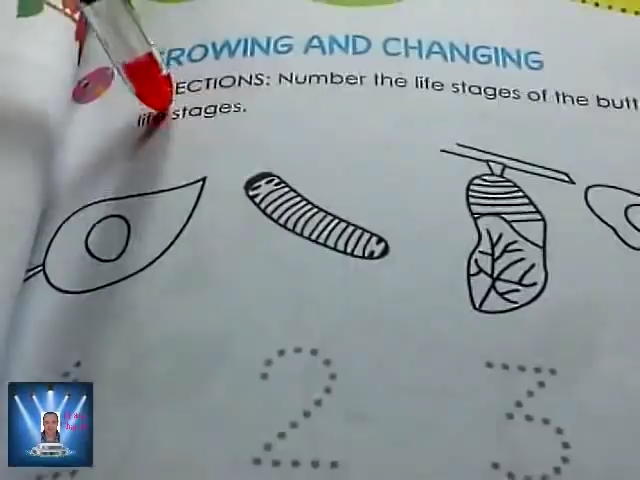 ROWING AND CHANGING
ECTIONS: Number the life stages of the butt
life stages.
2 3